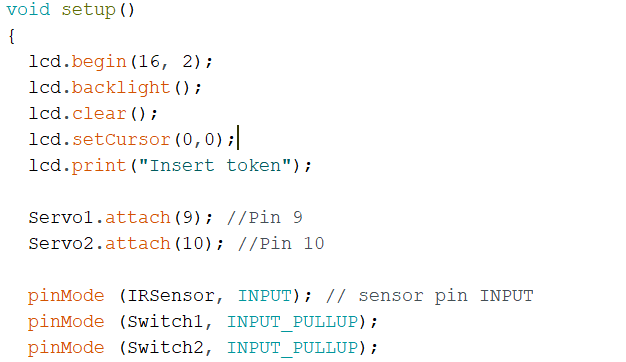 void setup()
{
lcd.begin(16, 2);
lcd.backlight();
lcd.clear();
lcd.setCursor(0,0);
lcd.print("Insert token");
Servo1.attach(9); //Pin 9
Servo2.attach(10); //Pin 10
pinMode (IRSensor, INPUT); // sensor pin INPUT
pinMode (Switch1, INPUT_PULLUP);
pinMode (Switch2, INPUT_PULLUP);